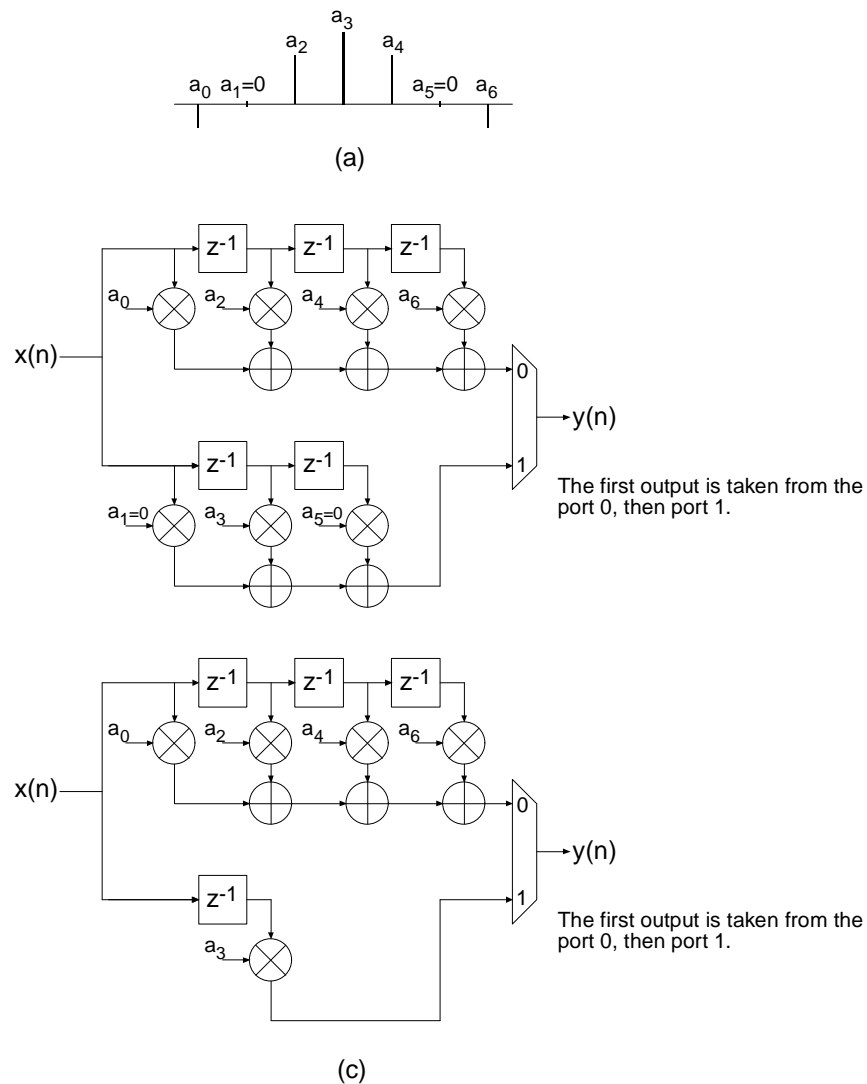 a3
a2
a4
a0
a1=0
a5=0
a6
(a)
z-1
z-1
z-1
a0
a2
a4
a6
x(n)
0
y(n)
z-1
z-1
1
The first output is taken from the
port 0, then port 1.
a1=0
a3
a5=0
z-1
z-1
z-1
a0
a2
a4
a6
x(n)
0
y(n)
z-1
1
The first output is taken from the
port 0, then port 1.
a3
(c)